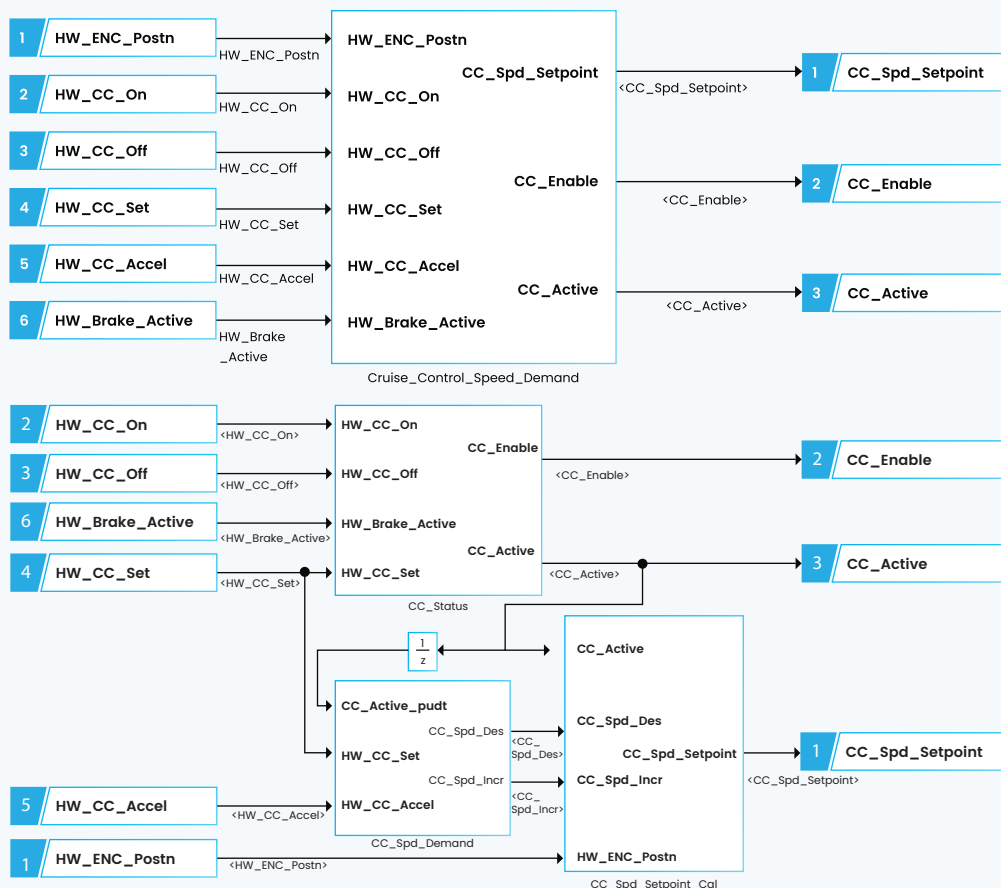 1 HW_ENC_Postn
HW_ENC_Postn
HW_ENC_Postn
CC_Spd_Setpoint
<CC_Spd_Setpoint>
1 CC_Spd_Setpoint
2 HW_CC_On
HW_CC_On
HW_CC_On
3 HW_CC_Off
HW_CC_Off
HW_CC_Off
CC_Enable
<CC_Enable>
2 CC_Enable
4 HW_CC_Set
HW_CC_Set
HW_CC_Set
5 HW_CC_Accel
HW_CC_Accel
HW_CC_Accel
CC_Active
<CC_Active>
3 CC_Active
6 HW_Brake_Active
HW_Brake
_Active
HW_Brake_Active
Cruise_Control_Speed_Demand
2 HW_CC_On
<HW_CC_On>
HW_CC_On
CC_Enable
<CC_Enable>
2 CC_Enable
3 HW_CC_Off
<HW_CC_Off>
HW_CC_Off
6 HW_Brake_Active
<HW_Brake_Active>
HW_Brake_Active
CC_Active
<CC_Active>
3 CC_Active
4 HW_CC_Set
<HW_CC_Set>
HW_CC_Set
CC_Status
1
z
CC_Active
CC_Active_pudt
CC_Spd_Des
<CC_
Spd_Des>
CC_Spd_Des
HW_CC_Set
CC_Spd_Setpoint
<CC_Spd_Setpoint>
1 CC_Spd_Setpoint
CC_Spd_Incr
<CC_
Spd_Incr>
CC_Spd_Incr
5 HW_CC_Accel
<HW_CC_Accel>
HW_CC_Accel
CC_Spd_Demand
1 HW_ENC_Postn
<HW_ENC_Postn>
HW_ENC_Postn
CC_Spd_Setpoint_Cal